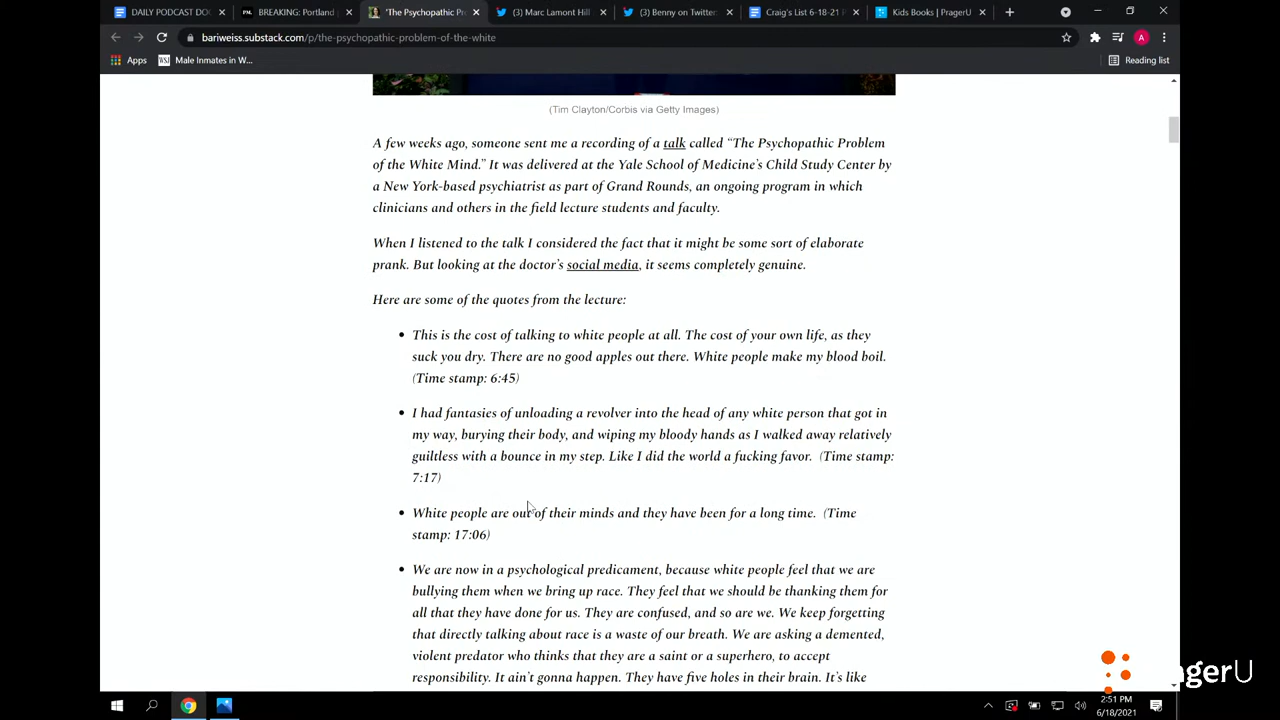 DAILY PODCAST DO
BREAKING: Portland
'The Psychopathic Pr
(3) Marc Lamont Hill
(3) Benny on Twitter
Craig's List 6-18-21
Kids Books | PragerU
bariweiss.substack.com/p/the-psychopathic-problem-of-the-white
A
Apps
WSJ
Male Inmates in W...
Reading list
(Tim Clayton/Corbis via Getty Images)
A few weeks ago, someone sent me a recording of a talk called “The Psychopathic Problem
of the White Mind.” It was delivered at the Yale School of Medicine’s Child Study Center by
a New York-based psychiatrist as part of Grand Rounds, an ongoing program in which
clinicians and others in the field lecture students and faculty.
When I listened to the talk I considered the fact that it might be some sort of elaborate
prank. But looking at the doctor’s social media, it seems completely genuine.
Here are some of the quotes from the lecture:
• This is the cost of talking to white people at all. The cost of your own life, as they
suck you dry. There are no good apples out there. White people make my blood boil.
(Time stamp: 6:45)
• I had fantasies of unloading a revolver into the head of any white person that got in
my way, burying their body, and wiping my bloody hands as I walked away relatively
guiltless with a bounce in my step. Like I did the world a fucking favor. (Time stamp:
7:17)
• White people are out of their minds and they have been for a long time. (Time
stamp: 17:06)
• We are now in a psychological predicament, because white people feel that we are
bullying them when we bring up race. They feel that we should be thanking them for
all that they have done for us. They are confused, and so are we. We keep forgetting
that directly talking about race is a waste of our breath. We are asking a demented,
violent predator who thinks that they are a saint or a superhero, to accept
responsibility. It ain’t gonna happen. They have five holes in their brain. It’s like
PragerU
2:51 PM
6/18/2021